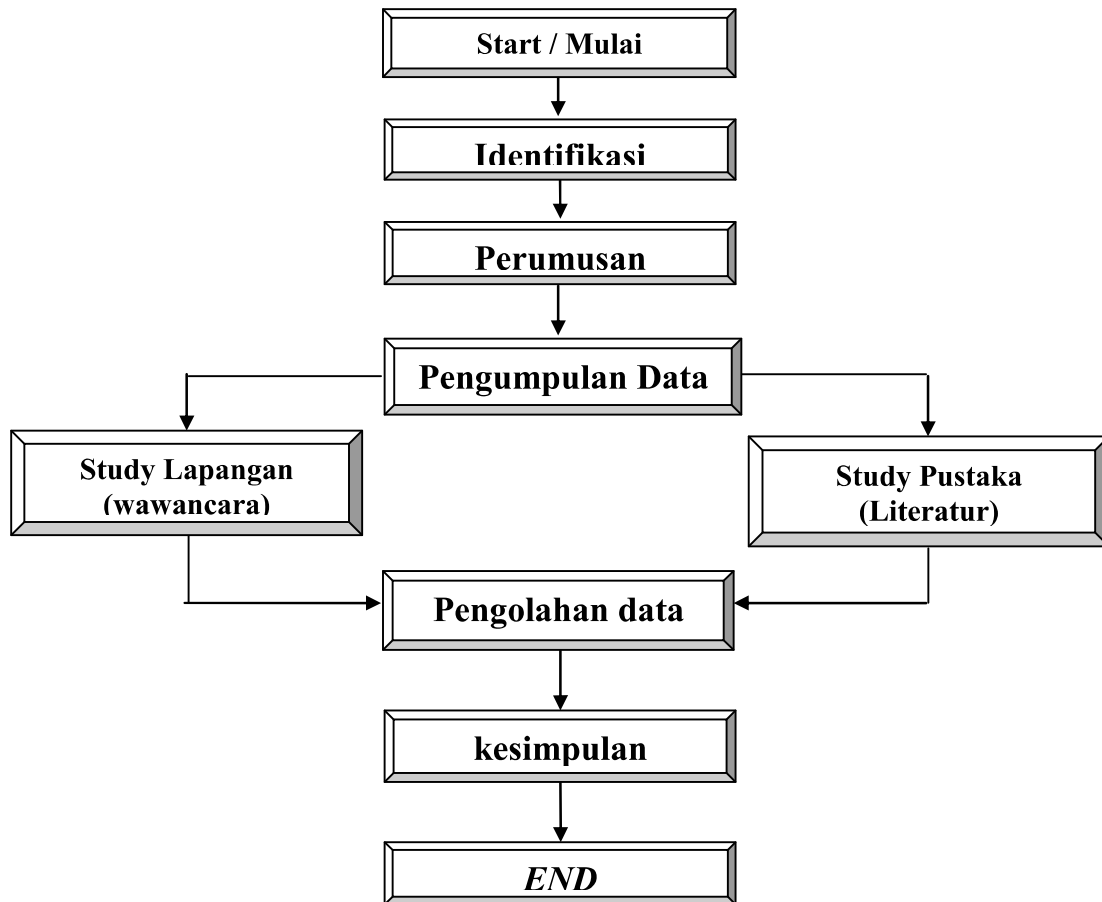 Start / Mulai
Identifikasi
Perumusan
Pengumpulan Data
Study Lapangan
(wawancara)
Study Pustaka
(Literatur)
Pengolahan data
kesimpulan
END